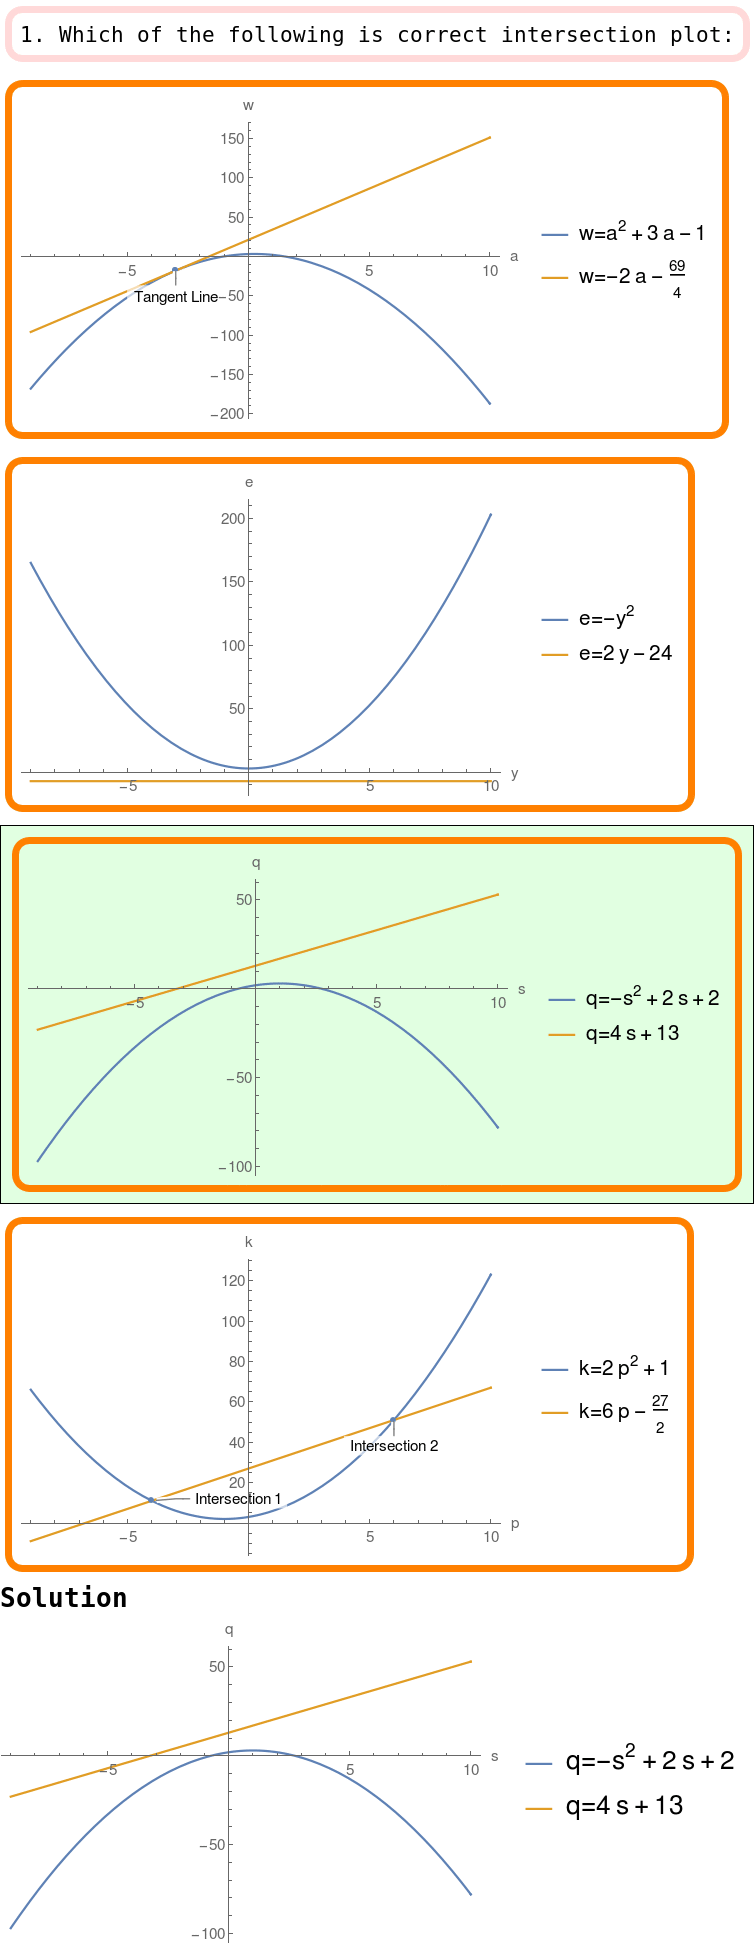 1. Which of the following is correct intersection plot:
w
150
100
50
−5 5 10 a
Tangent Line
−50
−100
−150
−200
w=a² + 3 a − 1
w=−2 a − 69/4
e
200
150
100
50
−5 5 10 y
e=−y²
e=2 y − 24
q
50
−5 5 10 s
−50
−100
q=−s² + 2 s + 2
q=4 s + 13
k
120
100
80
60
40
20
Intersection 2
Intersection 1
−5 5 10 p
k=2 p² + 1
k=6 p − 27/2
Solution
q
50
−5 5 10 s
−50
−100
q=−s² + 2 s + 2
q=4 s + 13